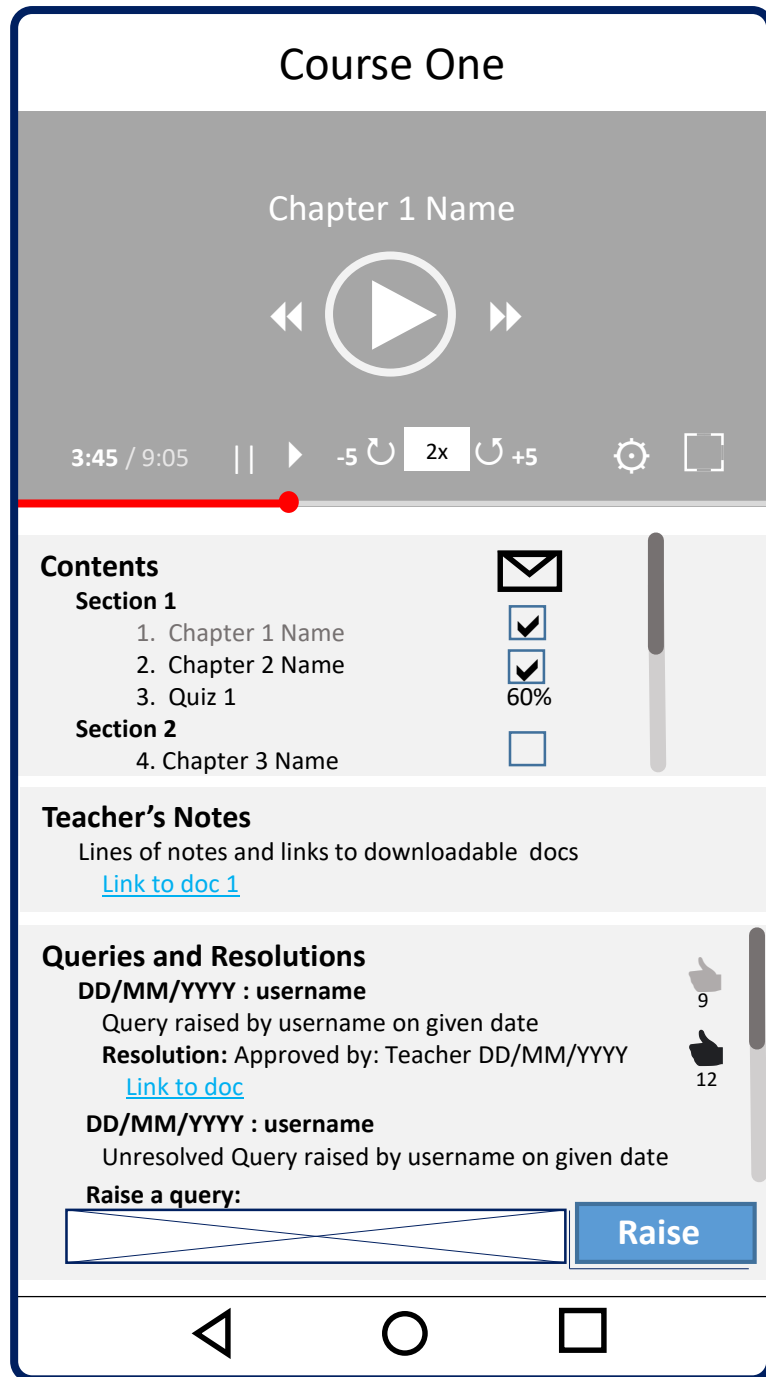 Course One
Chapter 1 Name
3:45 / 9:05 -5 2x +5
Contents
Section 1
1. Chapter 1 Name
2. Chapter 2 Name
3. Quiz 1 60%
Section 2
4. Chapter 3 Name
Teacher's Notes
Lines of notes and links to downloadable docs
Link to doc 1
Queries and Resolutions
DD/MM/YYYY : username
9
Query raised by username on given date
Resolution: Approved by: Teacher DD/MM/YYYY
12
Link to doc
DD/MM/YYYY : username
Unresolved Query raised by username on given date
Raise a query:
Raise